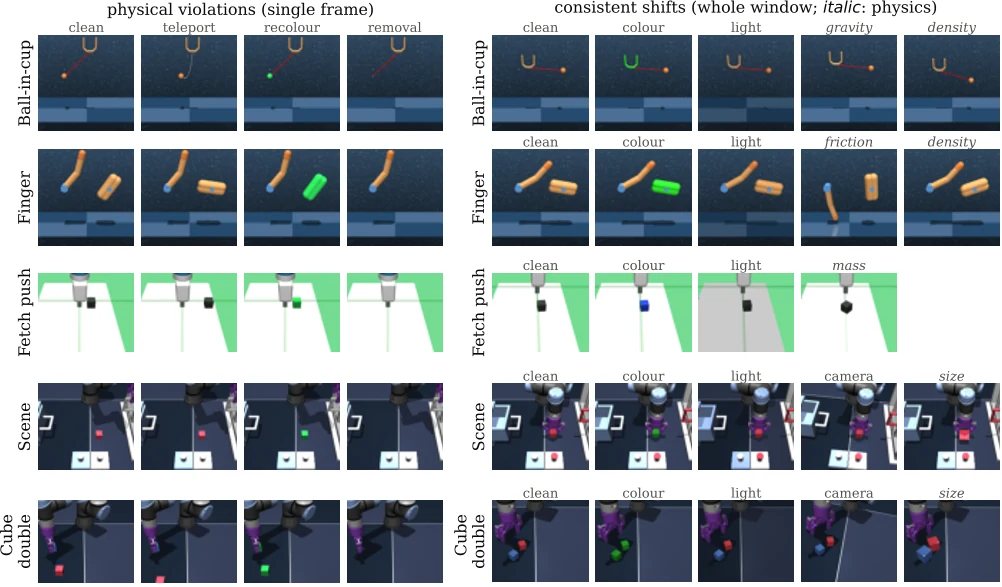 physical violations (single frame)
consistent shifts (whole window; italic: physics)
clean teleport recolour removal
clean colour light gravity density
Ball-in-cup
Ball-in-cup
clean colour light friction density
Finger
Finger
clean colour light mass
Fetch push
Fetch push
clean colour light camera size
Scene
Scene
clean colour light camera size
Cube
double
Cube
double